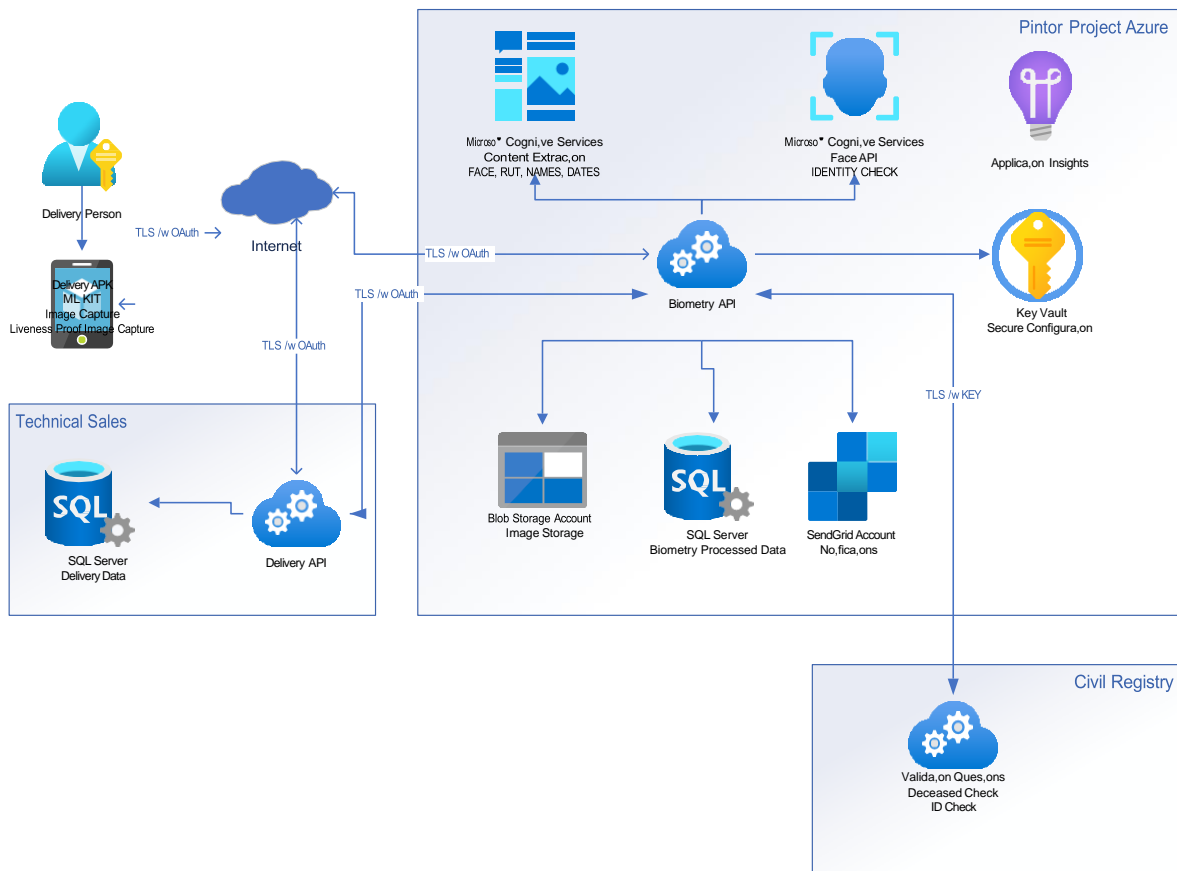 Pintor Project Azure
Microso" Cogni,ve Services
Content Extrac,on
FACE, RUT, NAMES, DATES
Microso" Cogni,ve Services
Face API
IDENTITY CHECK
Applica,on Insights
Delivery Person
TLS /w OAuth
Internet
TLS /w OAuth
Delivery APK
ML KIT
Image Capture
Liveness Proof Image Capture
TLS /w OAuth
Biometry API
Key Vault
Secure Configura,on
TLS /w OAuth
TLS /w KEY
Technical Sales
SQL
SQL Server
Delivery Data
Delivery API
Blob Storage Account
Image Storage
SQL
SQL Server
Biometry Processed Data
SendGrid Account
No,fica,ons
Civil Registry
Valida,on Ques,ons
Deceased Check
ID Check